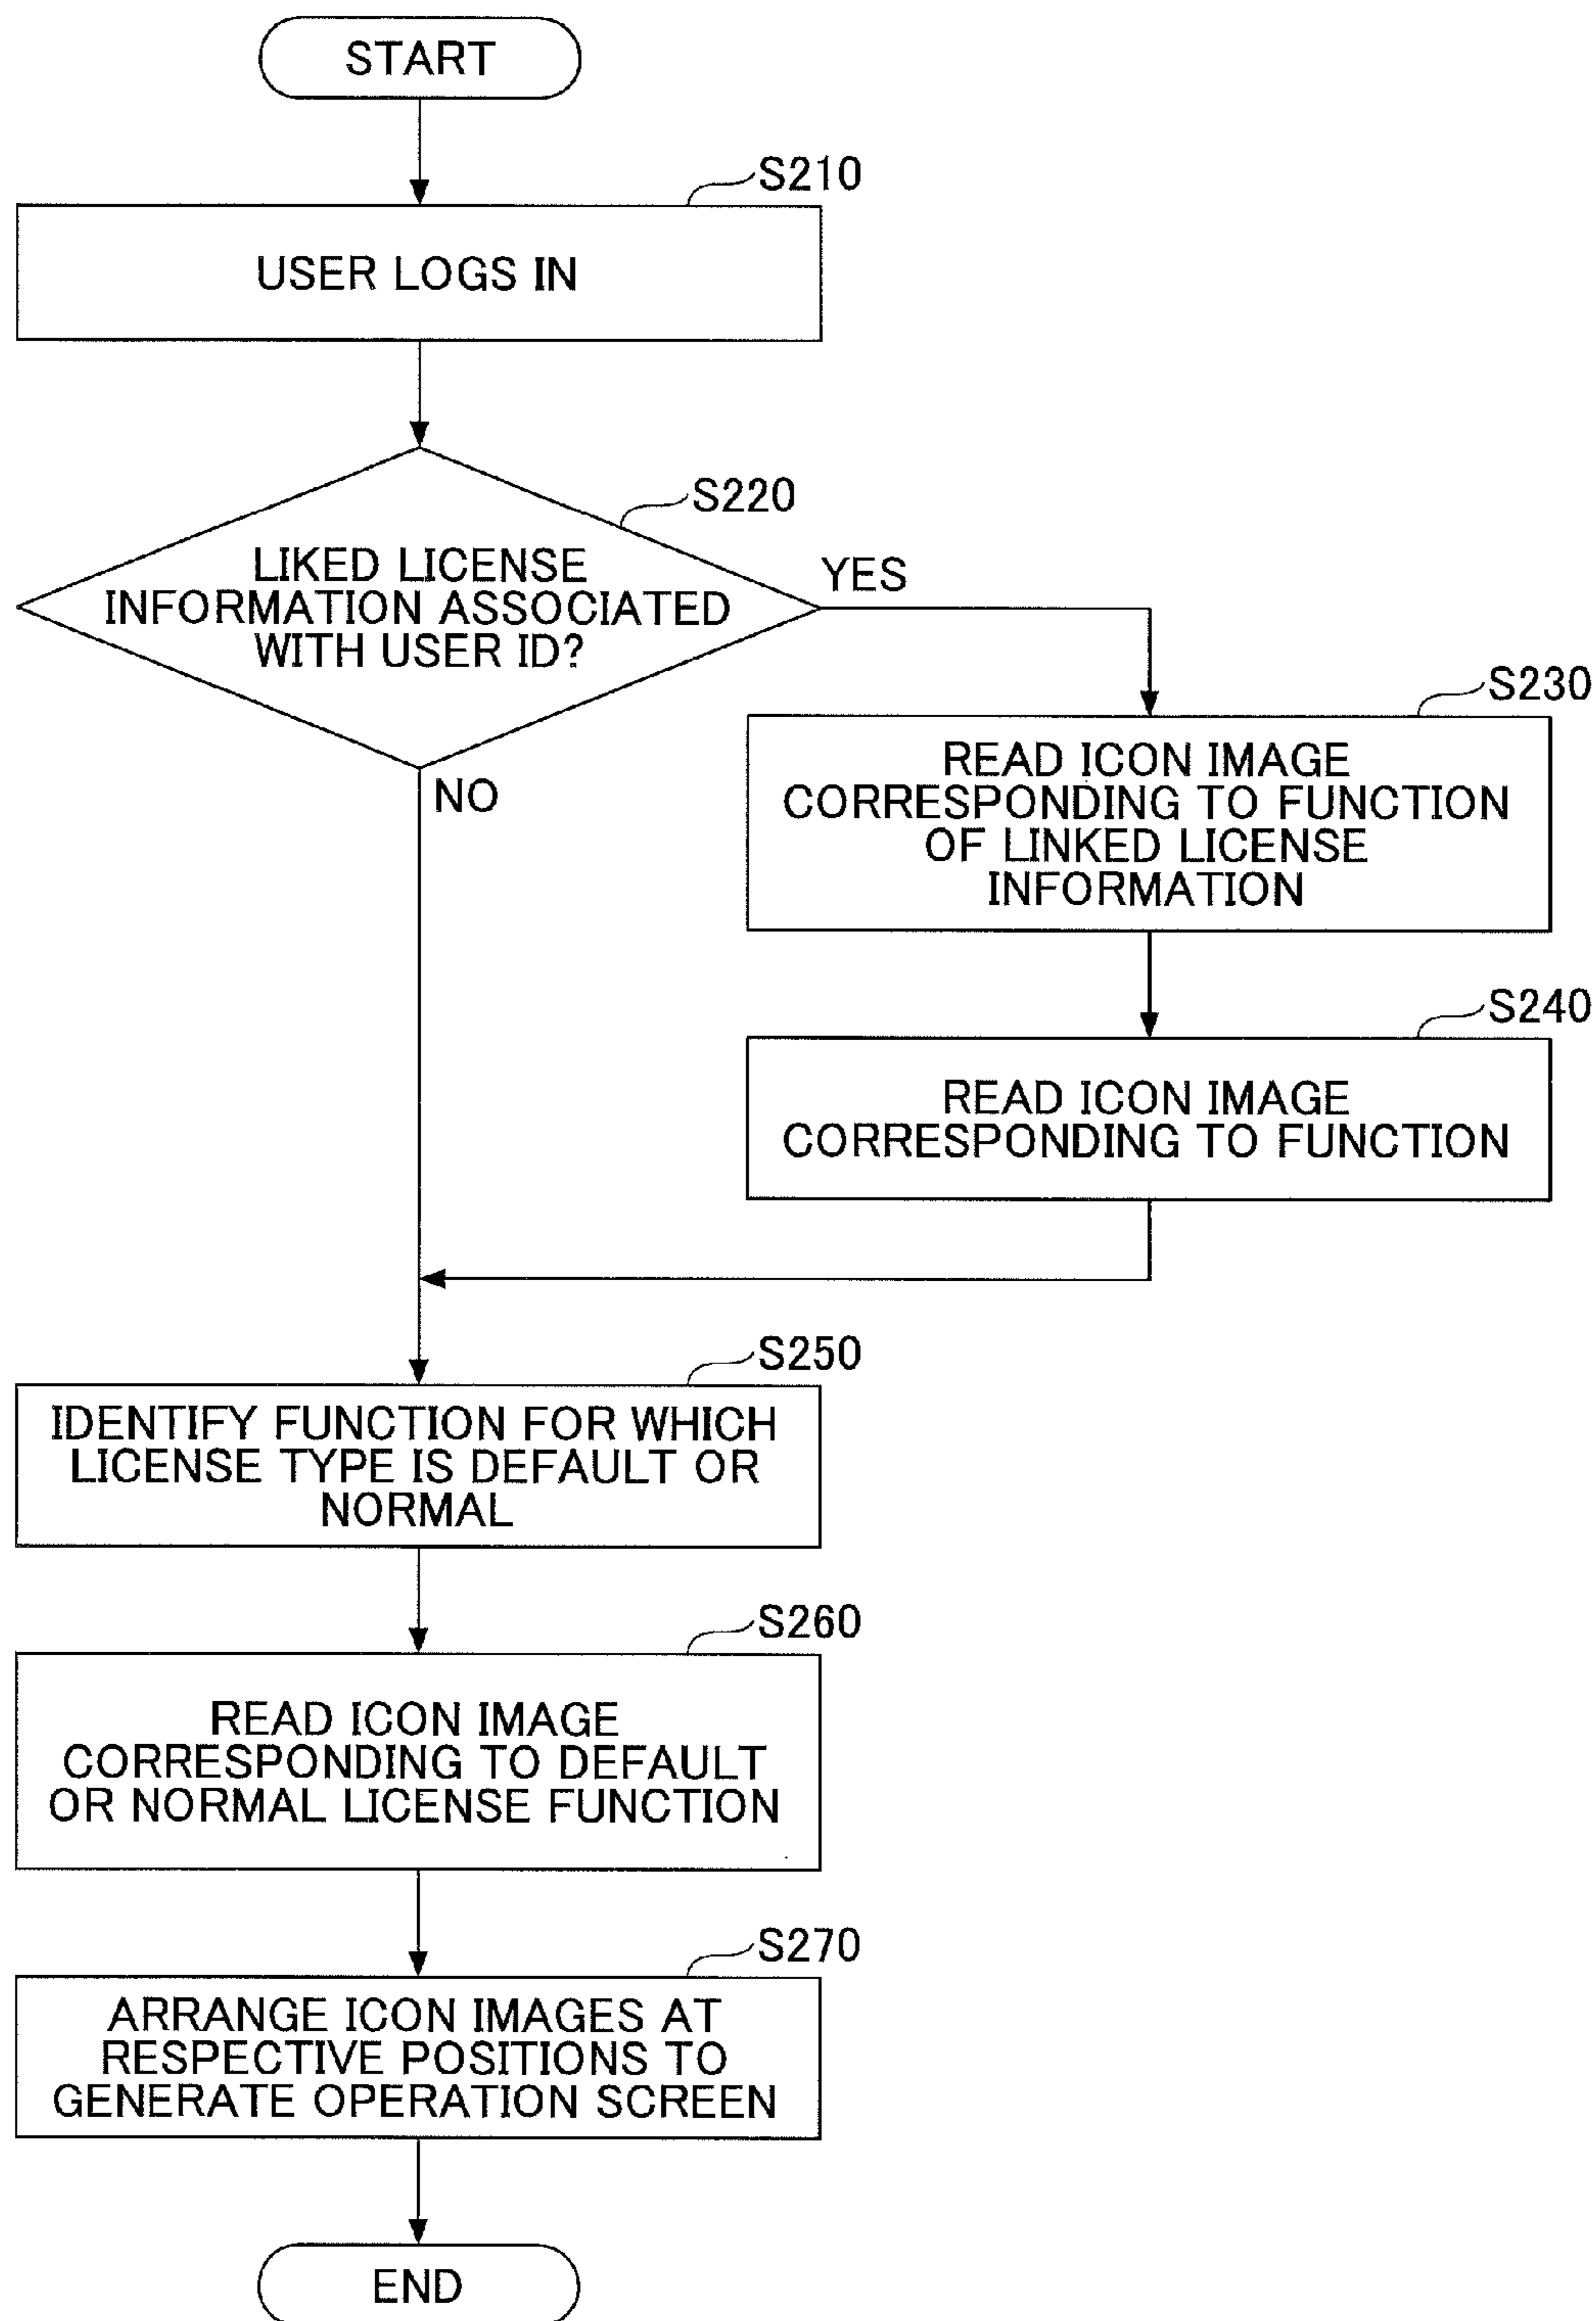 START
S210
USER LOGS IN
S220
LIKED LICENSE
INFORMATION ASSOCIATED
WITH USER ID?
YES
NO
S230
READ ICON IMAGE
CORRESPONDING TO FUNCTION
OF LINKED LICENSE
INFORMATION
S240
READ ICON IMAGE
CORRESPONDING TO FUNCTION
S250
IDENTIFY FUNCTION FOR WHICH
LICENSE TYPE IS DEFAULT OR
NORMAL
S260
READ ICON IMAGE
CORRESPONDING TO DEFAULT
OR NORMAL LICENSE FUNCTION
S270
ARRANGE ICON IMAGES AT
RESPECTIVE POSITIONS TO
GENERATE OPERATION SCREEN
END